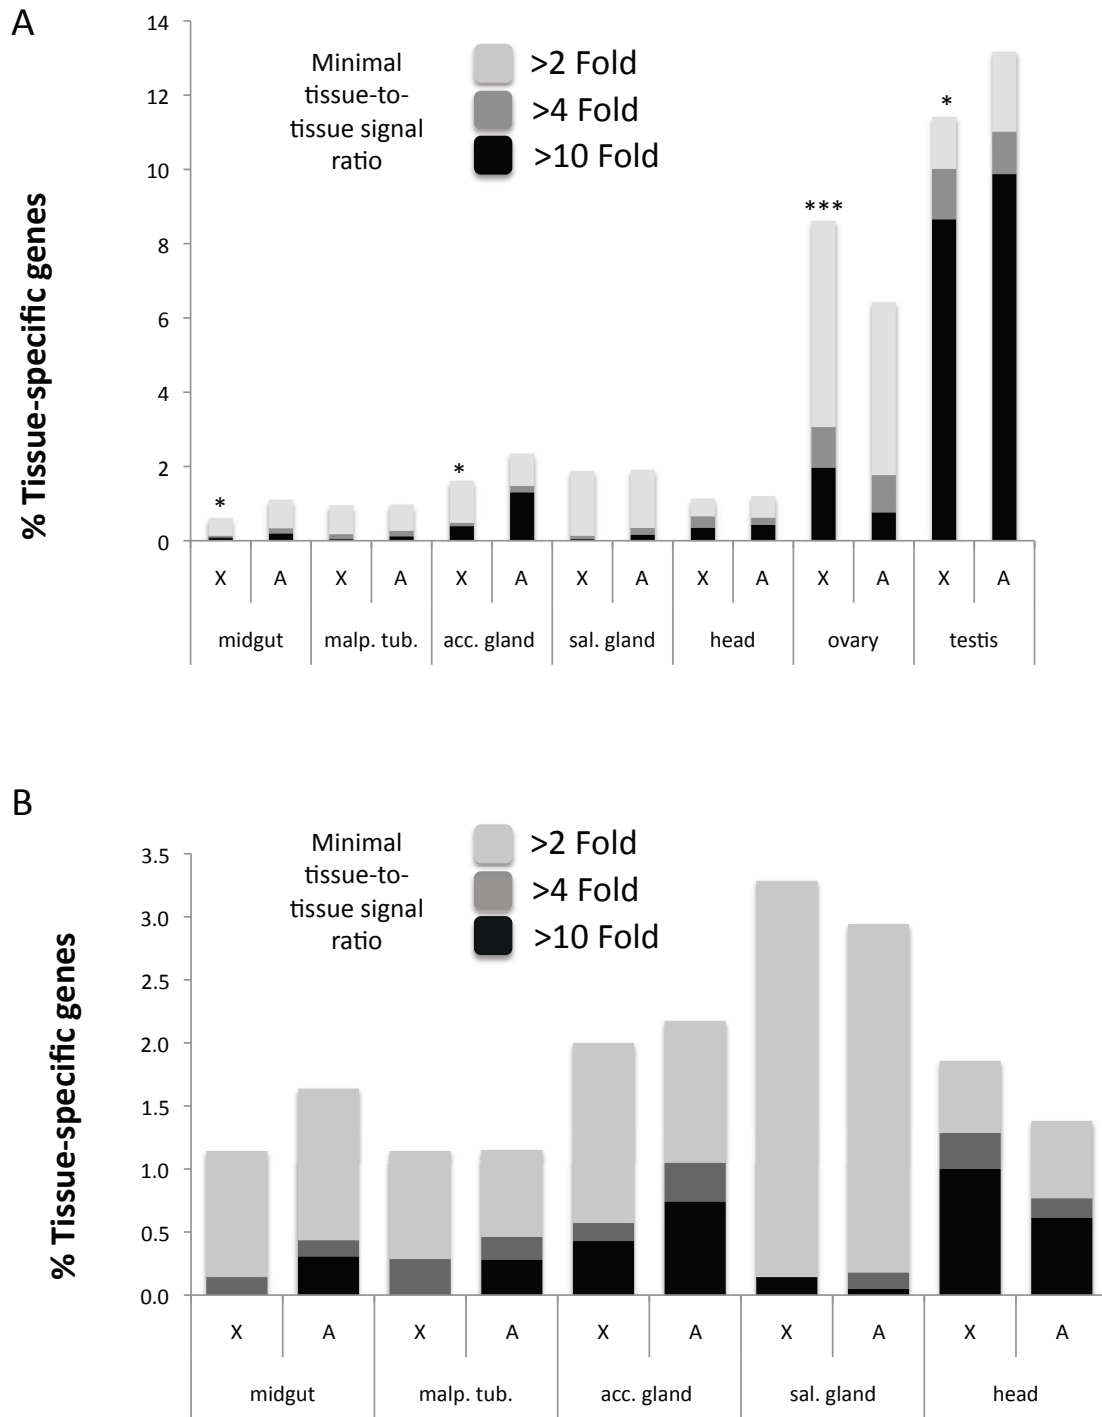 A
Minimal
tissue-to-
tissue signal
ratio
>2 Fold
>4 Fold
>10 Fold
% Tissue-specific genes
14
12
10
8
6
4
2
0
*
*
***
*
X A X A X A X A X A X A X A
midgut malp. tub. acc. gland sal. gland head ovary testis
B
Minimal
tissue-to-
tissue signal
ratio
>2 Fold
>4 Fold
>10 Fold
% Tissue-specific genes
3.5
3.0
2.5
2.0
1.5
1.0
0.5
0.0
X A X A X A X A X A
midgut malp. tub. acc. gland sal. gland head